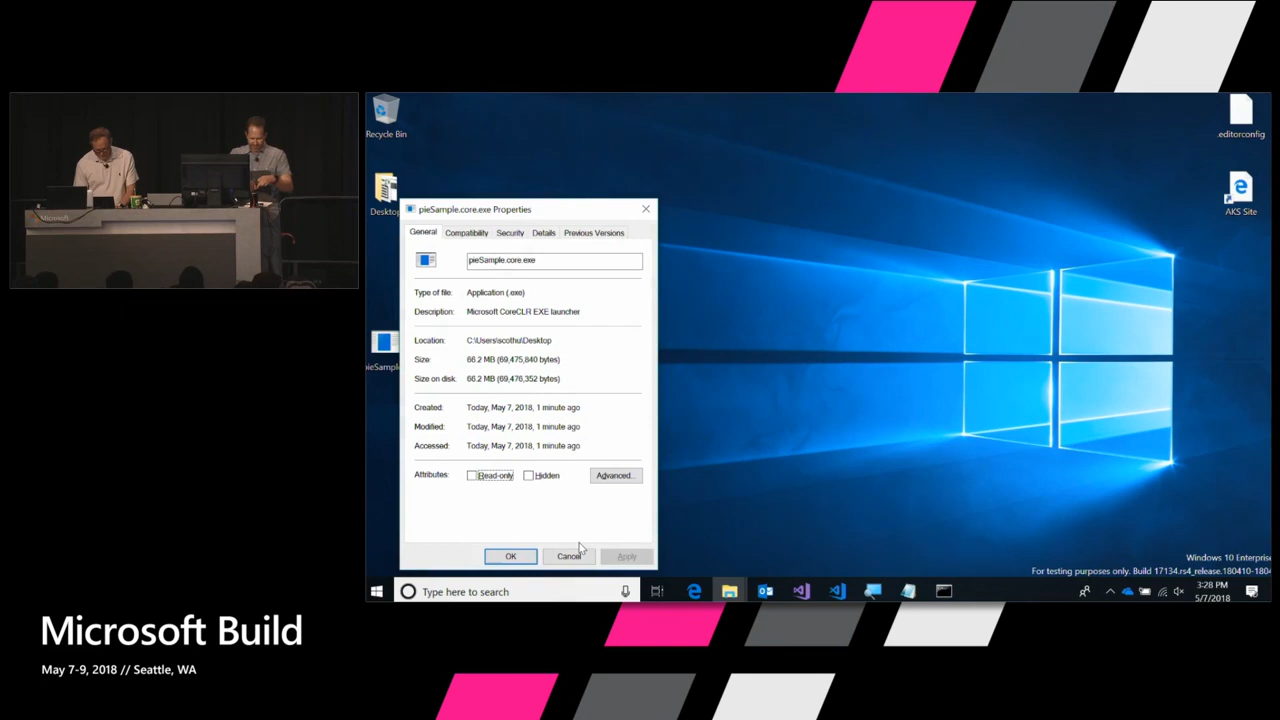 Microsoft
Recycle Bin
Desktop
.editorconfig
AKS Site
pieSample.core.exe Properties
General
Compatibility
Security
Details
Previous Versions
pieSample.core.exe
Type of file: Application (.exe)
Description: Microsoft CoreCLR EXE launcher
Location: C:\Users\scothu\Desktop
Size: 66.2 MB (69,475,840 bytes)
Size on disk: 66.2 MB (69,476,352 bytes)
Created: Today, May 7, 2018, 1 minute ago
Modified: Today, May 7, 2018, 1 minute ago
Accessed: Today, May 7, 2018, 1 minute ago
Attributes: Read-only Hidden Advanced...
OK Cancel Apply
pieSampl
Windows 10 Enterprise
For testing purposes only. Build 17134.rs4_release.180410-1804
Type here to search
3:28 PM
5/7/2018
Microsoft Build
May 7-9, 2018 // Seattle, WA